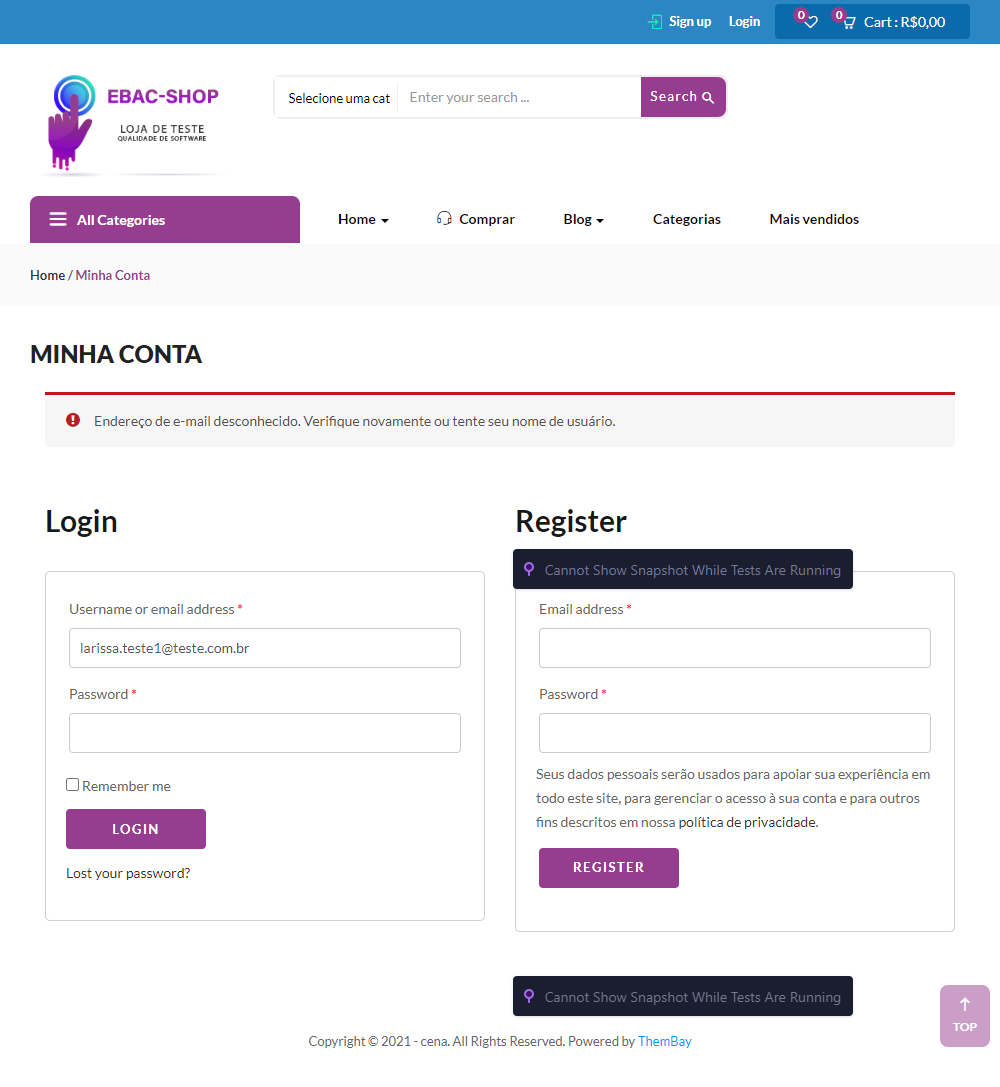 Sign up Login 0 0 Cart : R$0,00
EBAC-SHOP
LOJA DE TESTE
QUALIDADE DE SOFTWARE
Selecione uma cat Enter your search ... Search
All Categories Home Comprar Blog Categorias Mais vendidos
Home / Minha Conta
MINHA CONTA
Endereço de e-mail desconhecido. Verifique novamente ou tente seu nome de usuário.
Login
Username or email address *
larissa.teste1@teste.com.br
Password *
Remember me
LOGIN
Lost your password?
Register
Cannot Show Snapshot While Tests Are Running
Email address *
Password *
Seus dados pessoais serão usados para apoiar sua experiência em
todo este site, para gerenciar o acesso à sua conta e para outros
fins descritos em nossa política de privacidade.
REGISTER
Cannot Show Snapshot While Tests Are Running
TOP
Copyright © 2021 - cena. All Rights Reserved. Powered by ThemBay